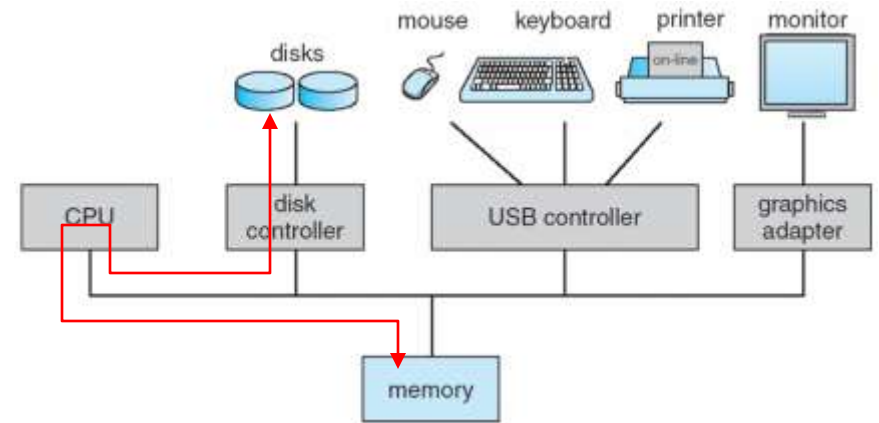 mouse keyboard printer monitor
disks
on-line
CPU
disk
controller
USB controller
graphics
adapter
memory